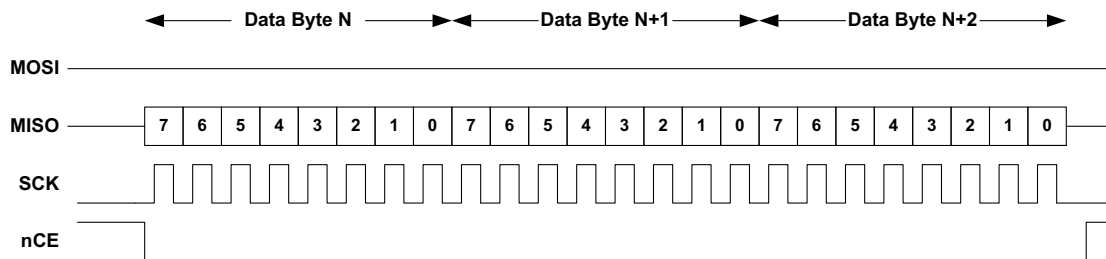 Data Byte N Data Byte N+1 Data Byte N+2
MOSI
MISO 7 6 5 4 3 2 1 0 7 6 5 4 3 2 1 0 7 6 5 4 3 2 1 0
SCK
nCE